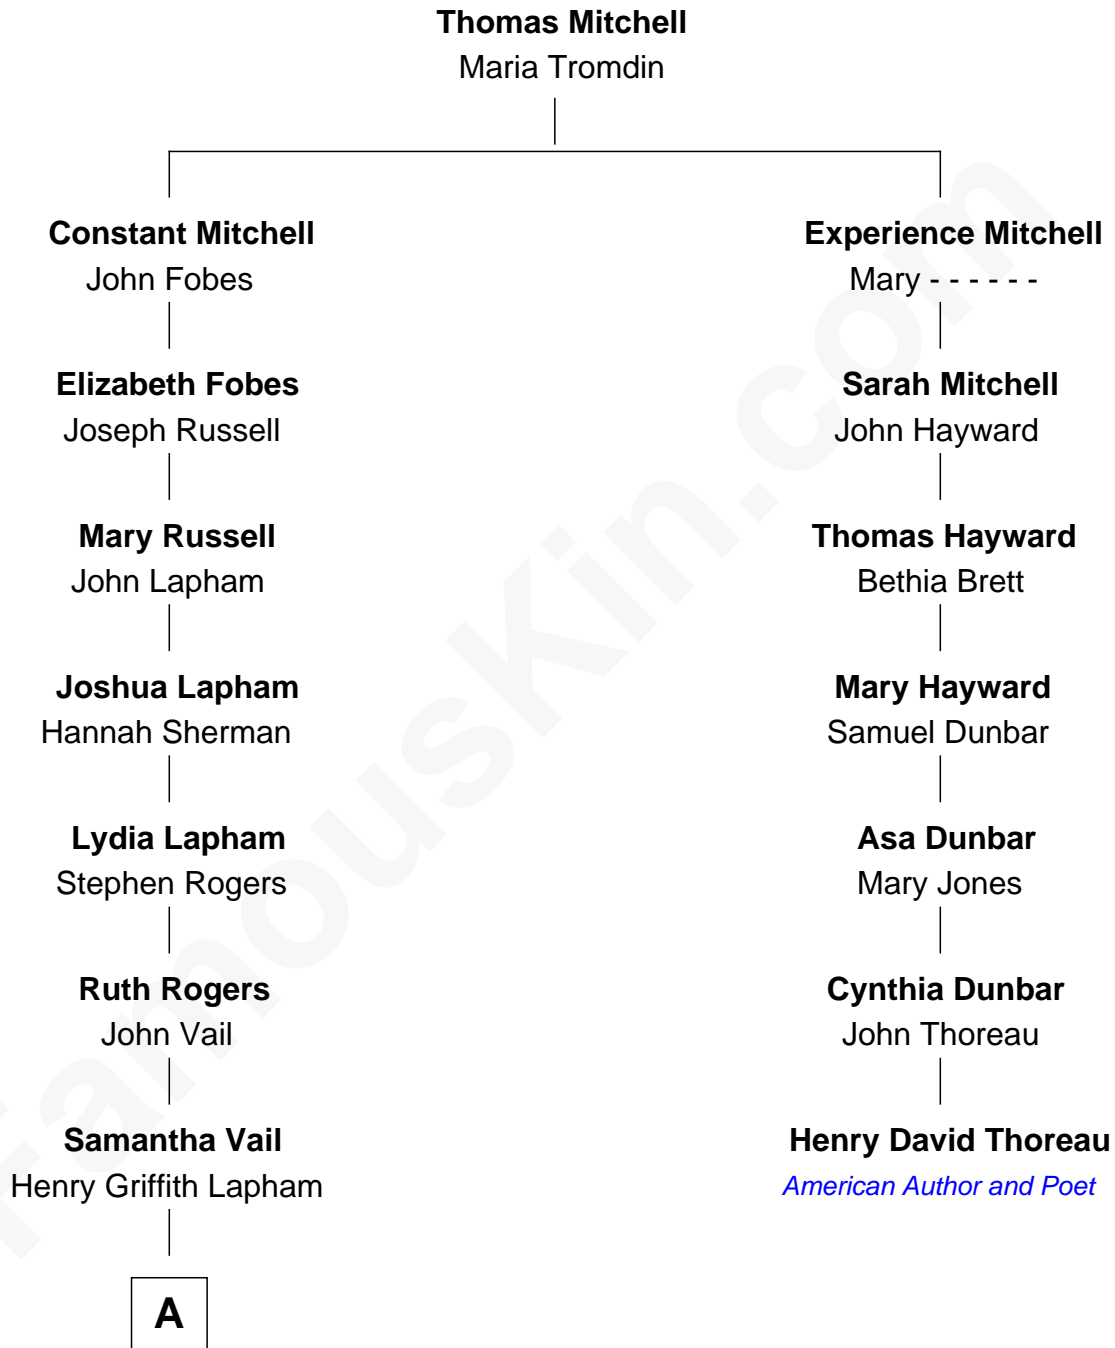 Thomas Mitchell
Maria Tromdin
Constant Mitchell
John Fobes
Experience Mitchell
Mary - - - - - -
Elizabeth Fobes
Joseph Russell
Sarah Mitchell
John Hayward
Mary Russell
John Lapham
Thomas Hayward
Bethia Brett
Joshua Lapham
Hannah Sherman
Mary Hayward
Samuel Dunbar
Lydia Lapham
Stephen Rogers
Asa Dunbar
Mary Jones
Ruth Rogers
John Vail
Cynthia Dunbar
John Thoreau
Samantha Vail
Henry Griffith Lapham
Henry David Thoreau
American Author and Poet
A
FamousKin.com